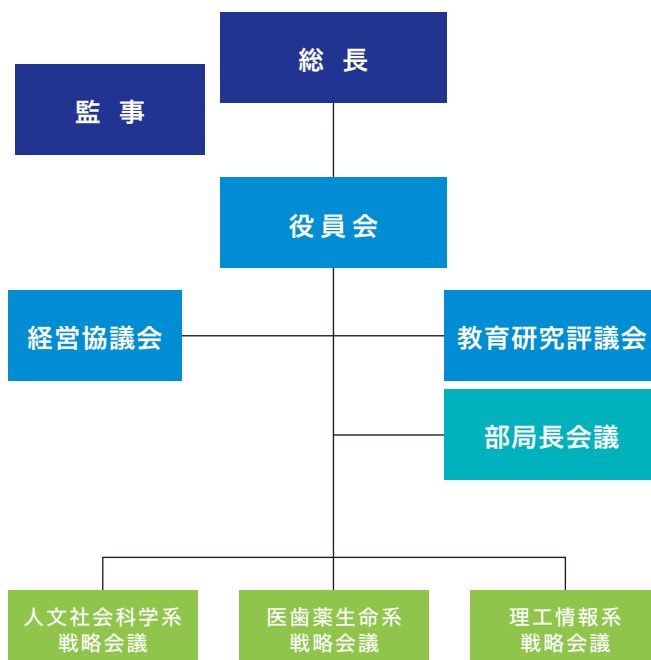 総長
監事
役員会
経営協議会
教育研究評議会
部局長会議
人文社会科学系
戦略会議
医歯薬生命系
戦略会議
理工情報系
戦略会議